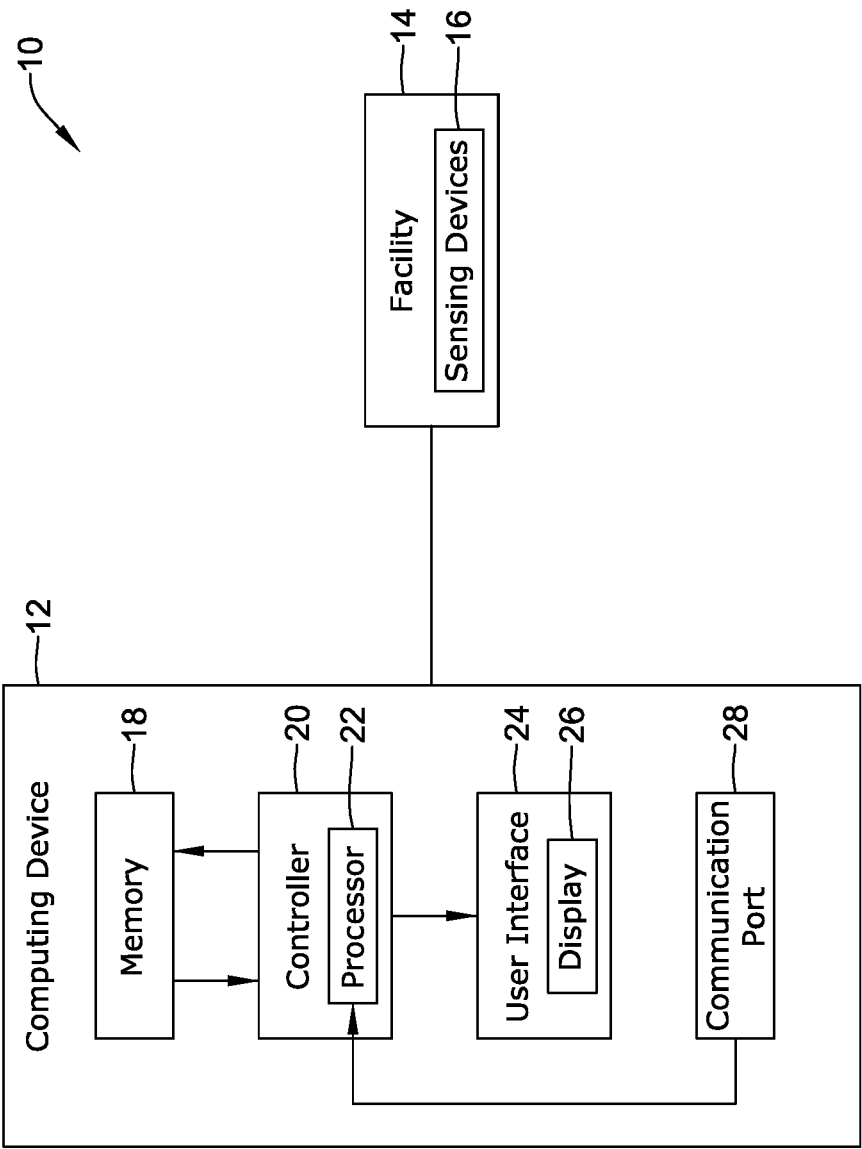 10
12
Computing Device
Memory
18
Controller
20
Processor
22
User Interface
24
Display
26
Communication
Port
28
Facility
14
Sensing Devices
16